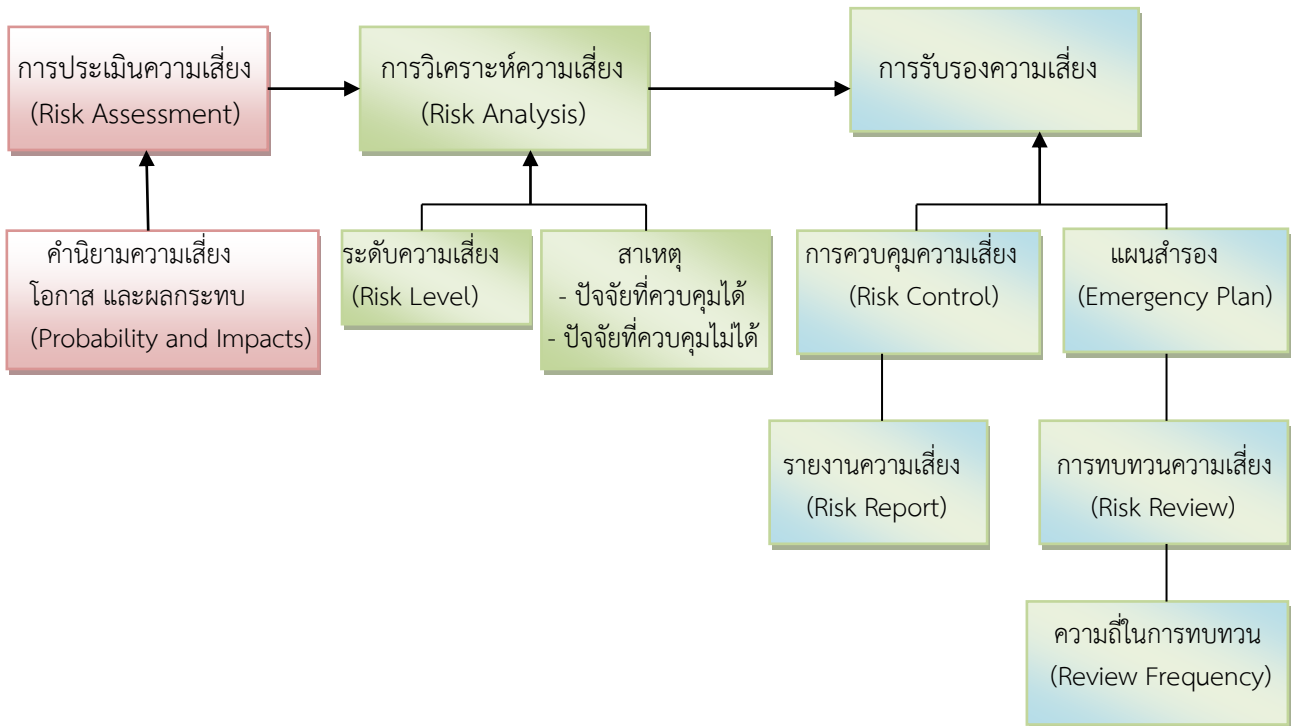 การประเมินความเสี่ยง
(Risk Assessment)
การวิเคราะห์ความเสี่ยง
(Risk Analysis)
การรับรองความเสี่ยง
คำนิยามความเสี่ยง
โอกาส และผลกระทบ
(Probability and Impacts)
ระดับความเสี่ยง
(Risk Level)
สาเหตุ
- ปัจจัยที่ควบคุมได้
- ปัจจัยที่ควบคุมไม่ได้
การควบคุมความเสี่ยง
(Risk Control)
แผนสำรอง
(Emergency Plan)
รายงานความเสี่ยง
(Risk Report)
การทบทวนความเสี่ยง
(Risk Review)
ความถี่ในการทบทวน
(Review Frequency)